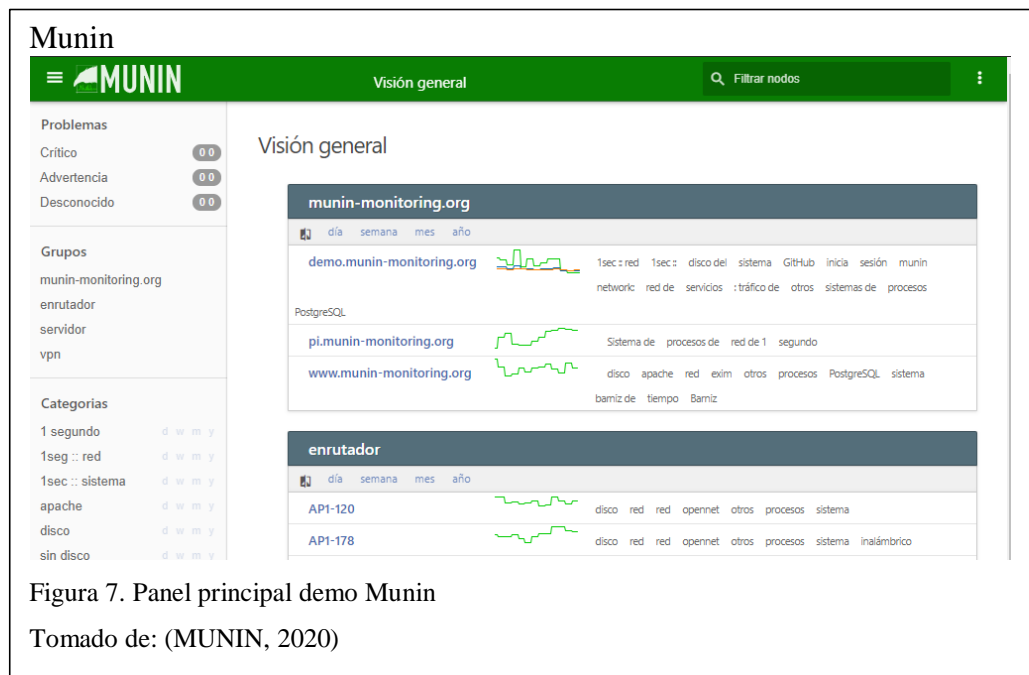 Munin
MUNIN
Visión general
Filtrar nodos
Problemas
Crítico 0 0
Advertencia 0 0
Desconocido 0 0
Grupos
munin-monitoring.org
enrutador
servidor
vpn
Categorias
1 segundo d w m y
1seg :: red d w m y
1sec :: sistema d w m y
apache d w m y
disco d w m y
sin disco d w m y
Visión general
munin-monitoring.org
día semana mes año
demo.munin-monitoring.org 1sec :: red 1sec :: disco del sistema GitHub inicia sesión munin
network: red de servicios : tráfico de otros sistemas de procesos
PostgreSQL
pi.munin-monitoring.org Sistema de procesos de red de 1 segundo
www.munin-monitoring.org disco apache red exim otros procesos PostgreSQL sistema
barniz de tiempo Barniz
enrutador
día semana mes año
AP1-120 disco red red opennet otros procesos sistema
AP1-178 disco red red opennet otros procesos sistema inalámbrico
Figura 7. Panel principal demo Munin
Tomado de: (MUNIN, 2020)